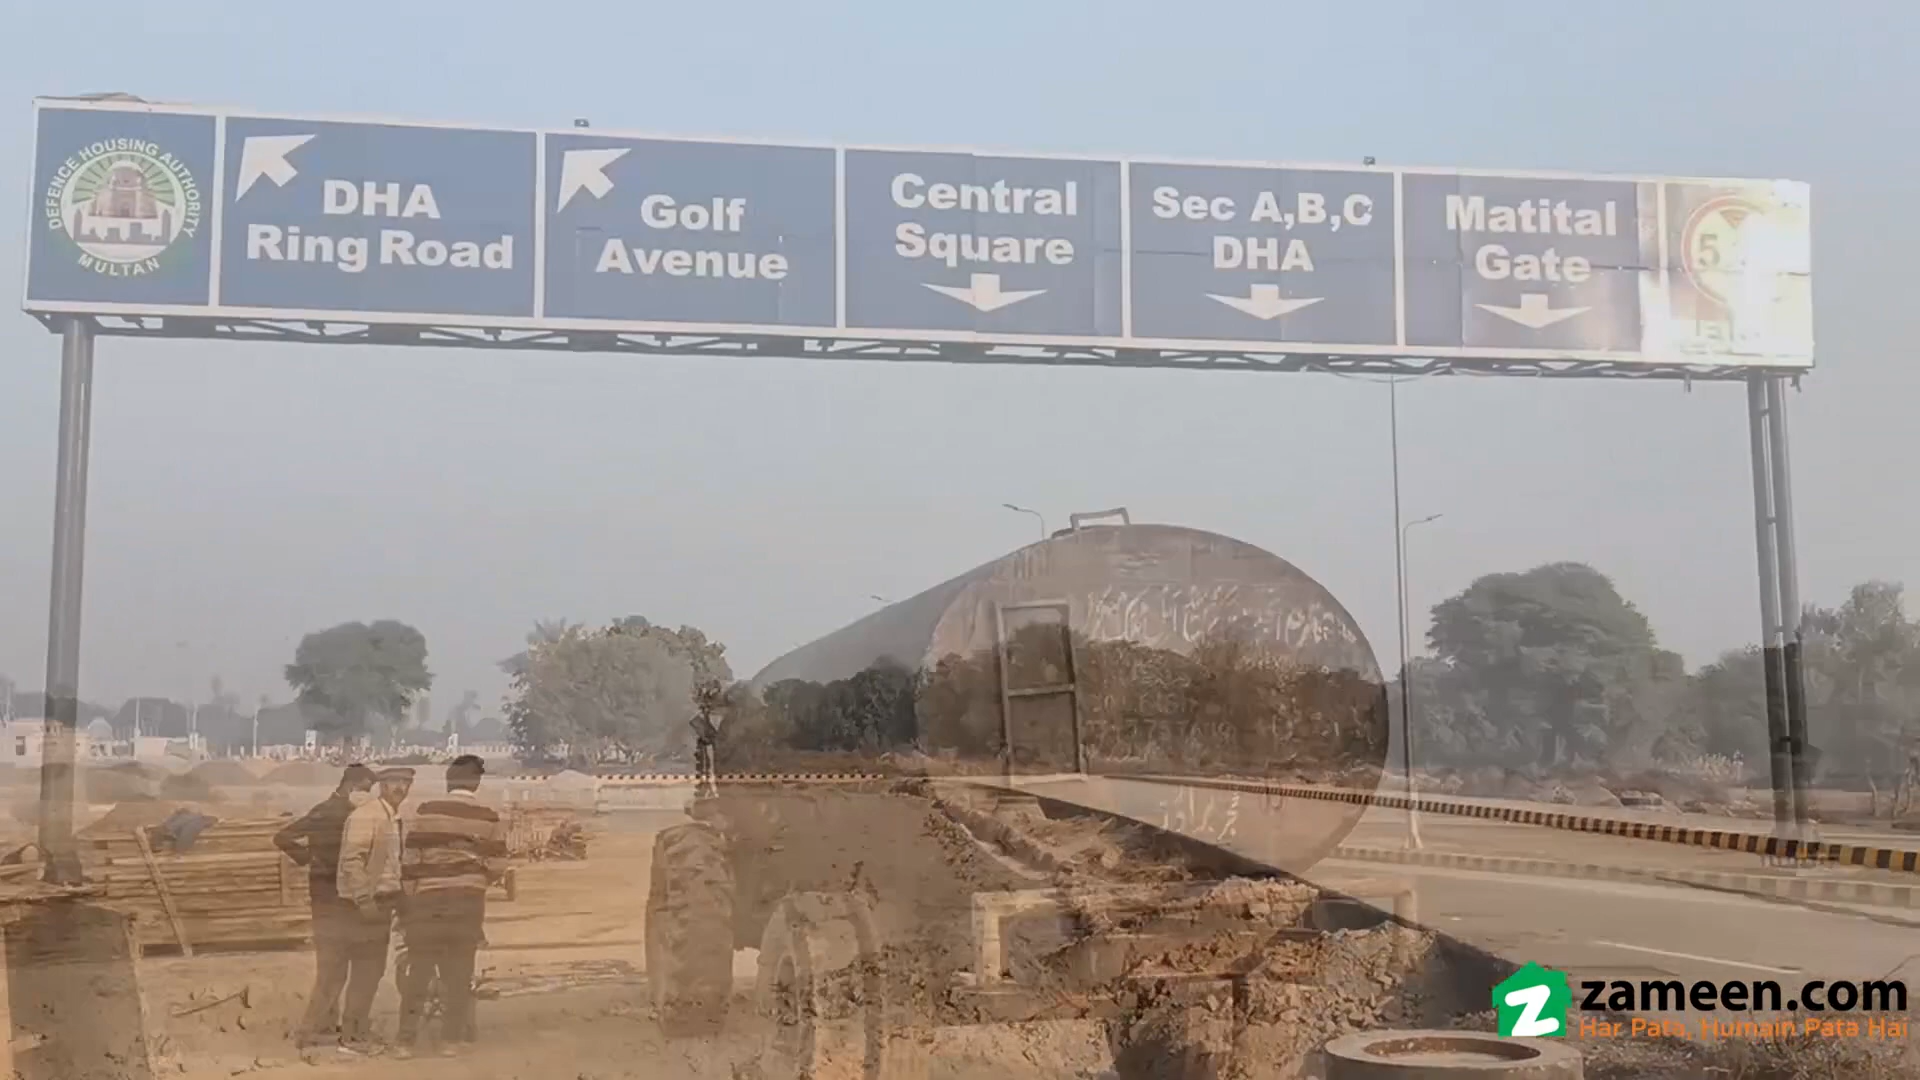 DEFENCE HOUSING AUTHORITY
MULTAN
DHA
Ring Road
Golf
Avenue
Central
Square
Sec A,B,C
DHA
Matital
Gate
5
zameen.com
Har Pata, Humain Pata Hai